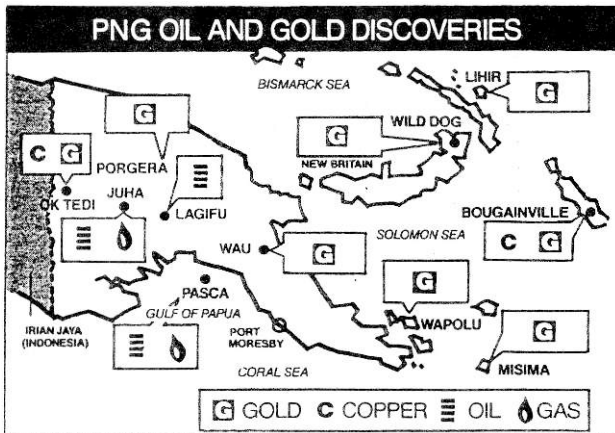 PNG OIL AND GOLD DISCOVERIES
BISMARCK SEA
LIHIR
G
G
WILD DOG
G
NEW BRITAIN
C G
PORGERA
OK TEDI
JUHA
LAGIFU
BOUGAINVILLE
SOLOMON SEA
WAU
G
C G
PASCA
GULF OF PAPUA
IRIAN JAYA
(INDONESIA)
PORT
MORESBY
G
WAPOLU
G
MISIMA
CORAL SEA
G GOLD C COPPER OIL GAS